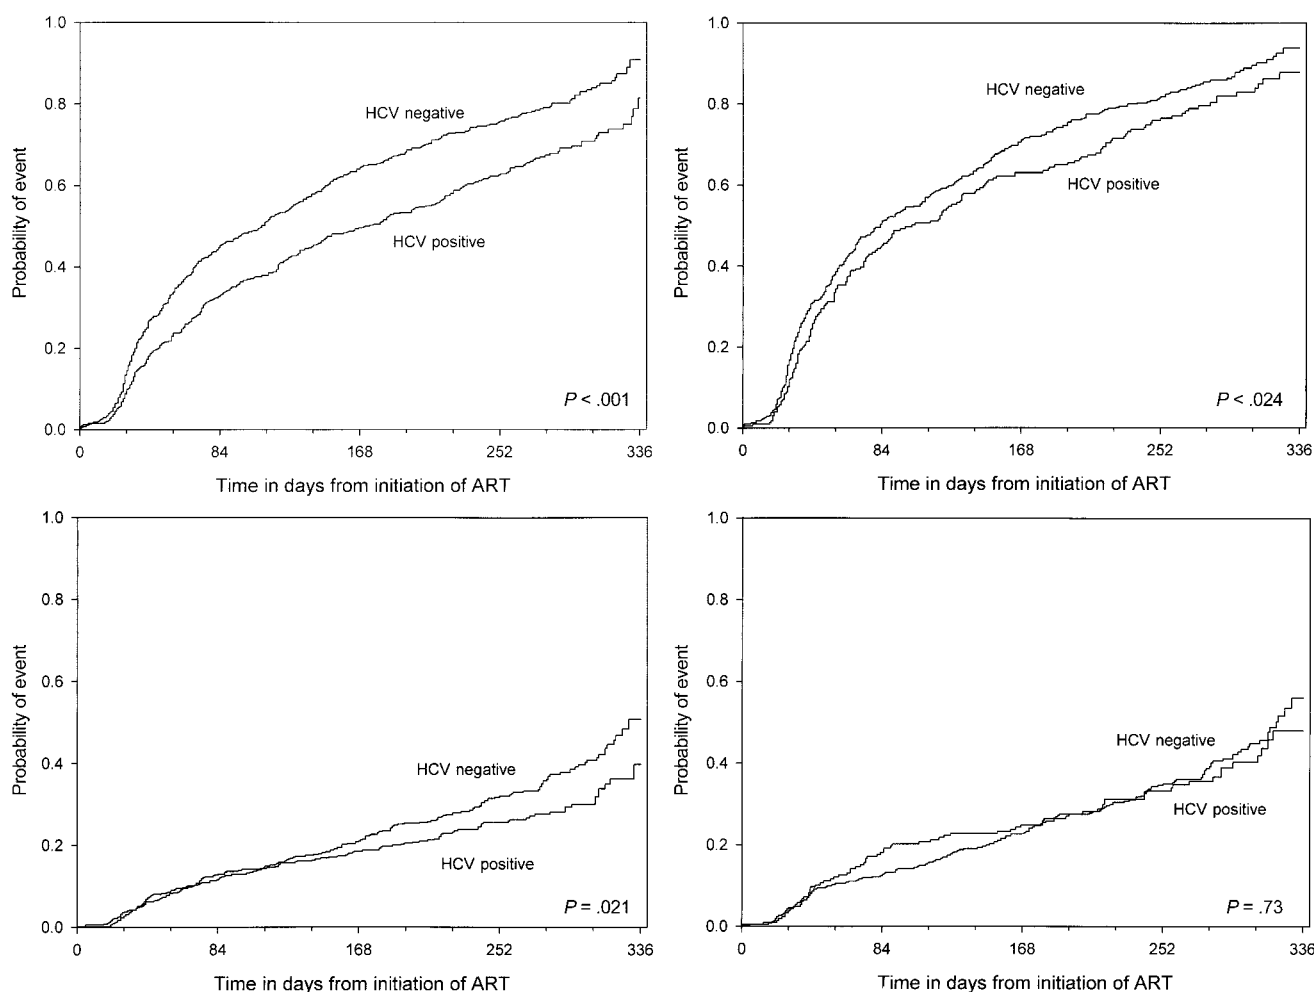 1.0
0.8
0.6
0.4
0.2
0.0
Probability of event
HCV negative
HCV positive
P < .001
0 84 168 252 336
Time in days from initiation of ART
1.0
0.8
0.6
0.4
0.2
0.0
Probability of event
HCV negative
HCV positive
P < .024
0 84 168 252 336
Time in days from initiation of ART
1.0
0.8
0.6
0.4
0.2
0.0
Probability of event
HCV negative
HCV positive
P = .021
0 84 168 252 336
Time in days from initiation of ART
1.0
0.8
0.6
0.4
0.2
0.0
Probability of event
HCV negative
HCV positive
P = .73
0 84 168 252 336
Time in days from initiation of ART